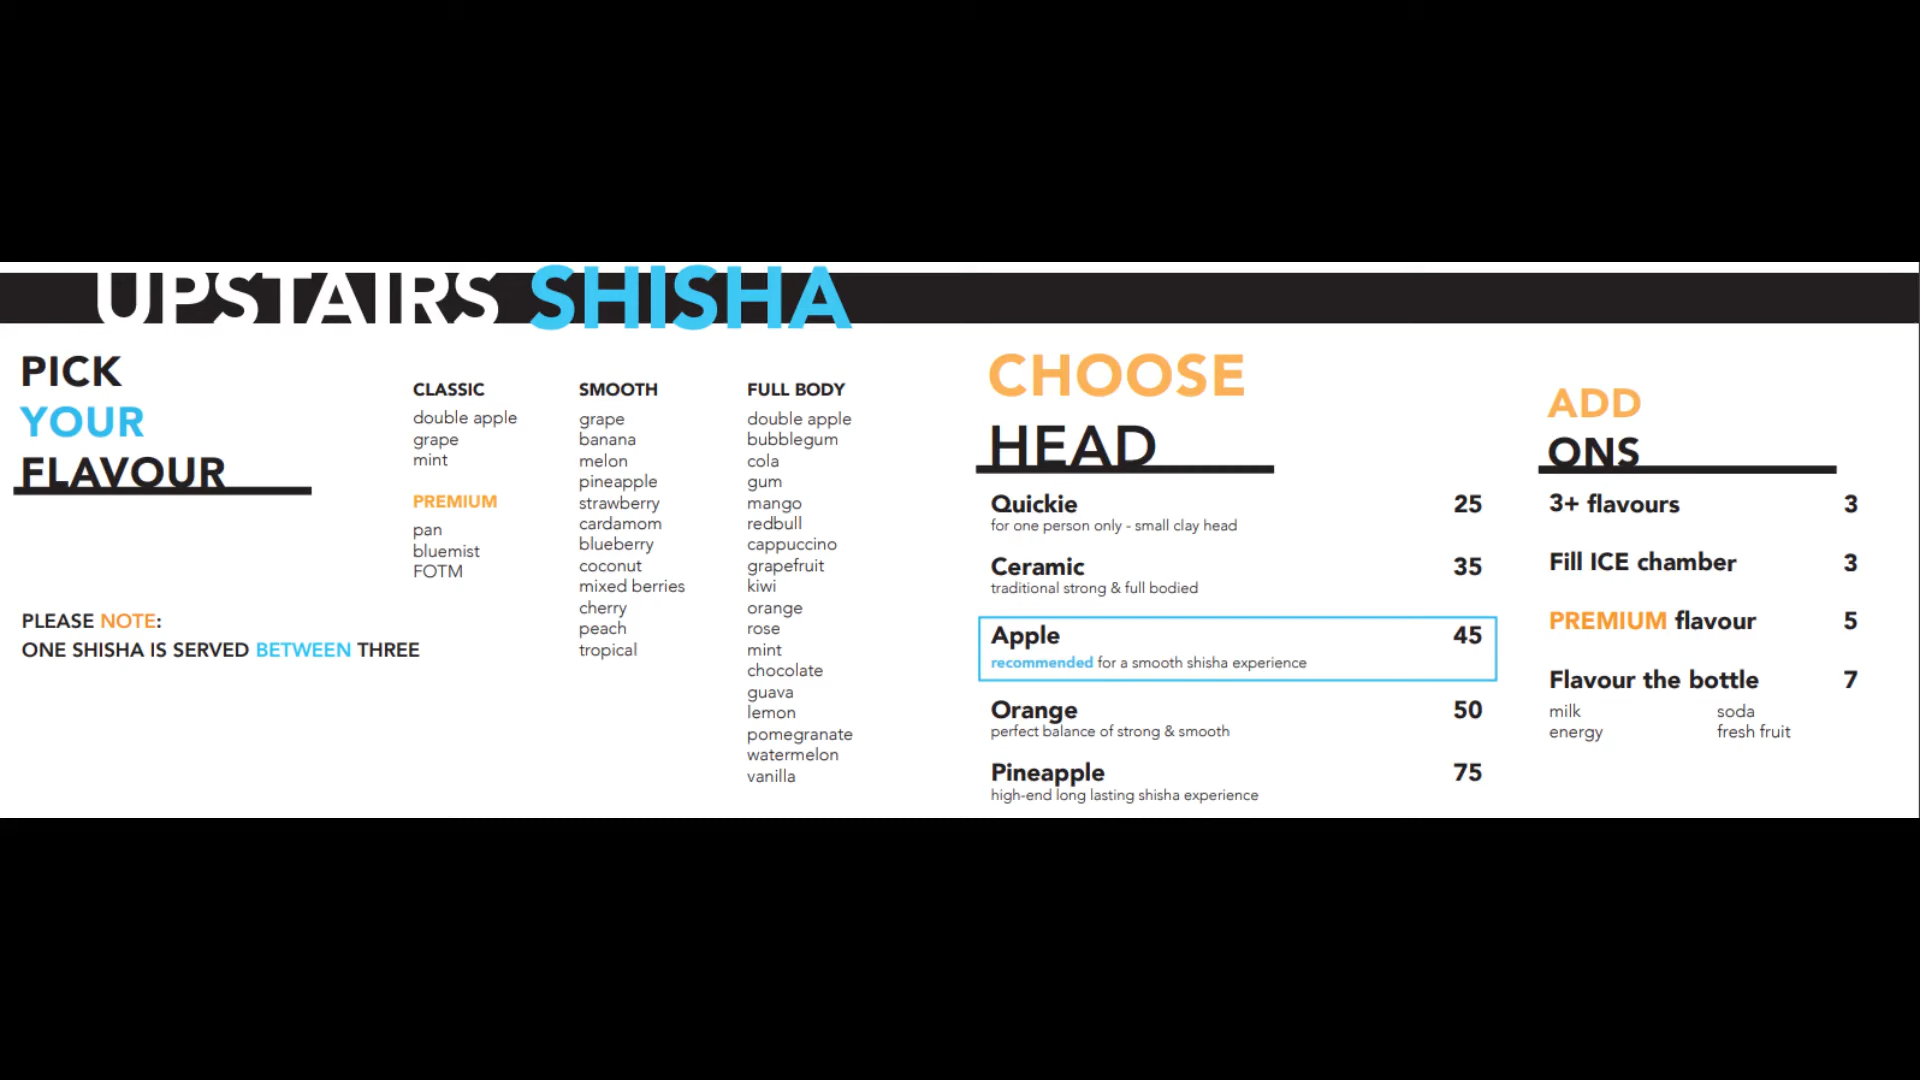 UPSTAIRS SHISHA
PICK
YOUR
FLAVOUR
PLEASE NOTE:
ONE SHISHA IS SERVED BETWEEN THREE
CLASSIC
double apple
grape
mint
PREMIUM
pan
bluemist
FOTM
SMOOTH
grape
banana
melon
pineapple
strawberry
cardamom
blueberry
coconut
mixed berries
cherry
peach
tropical
FULL BODY
double apple
bubblegum
cola
gum
mango
redbull
cappuccino
grapefruit
kiwi
orange
rose
mint
chocolate
guava
lemon
pomegranate
watermelon
vanilla
CHOOSE
HEAD
Quickie 25
for one person only - small clay head
Ceramic 35
traditional strong & full bodied
Apple 45
recommended for a smooth shisha experience
Orange 50
perfect balance of strong & smooth
Pineapple 75
high-end long lasting shisha experience
ADD
ONS
3+ flavours 3
Fill ICE chamber 3
PREMIUM flavour 5
Flavour the bottle 7
milk soda
energy fresh fruit